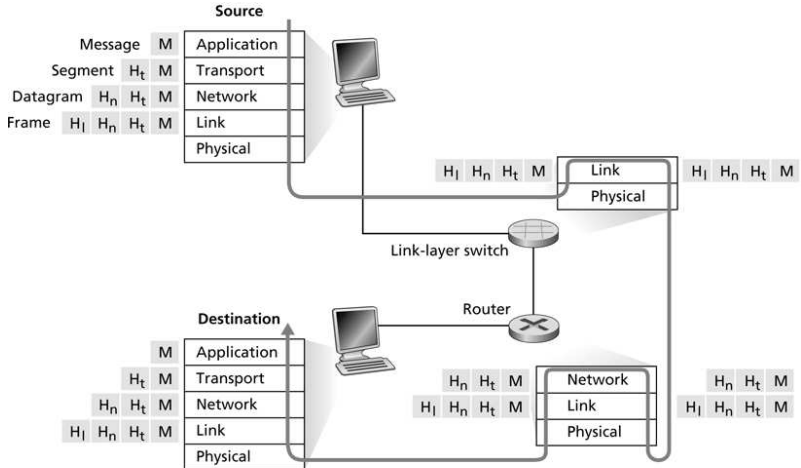 Source
Message M Application
Segment Ht M Transport
Datagram Hn Ht M Network
Frame Hl Hn Ht M Link
Physical
Hl Hn Ht M Link Hl Hn Ht M
Physical
Link-layer switch
Router
Destination
M Application
Ht M Transport
Hn Ht M Network
Hl Hn Ht M Link
Physical
Hn Ht M Network Hn Ht M
Hl Hn Ht M Link Hl Hn Ht M
Physical